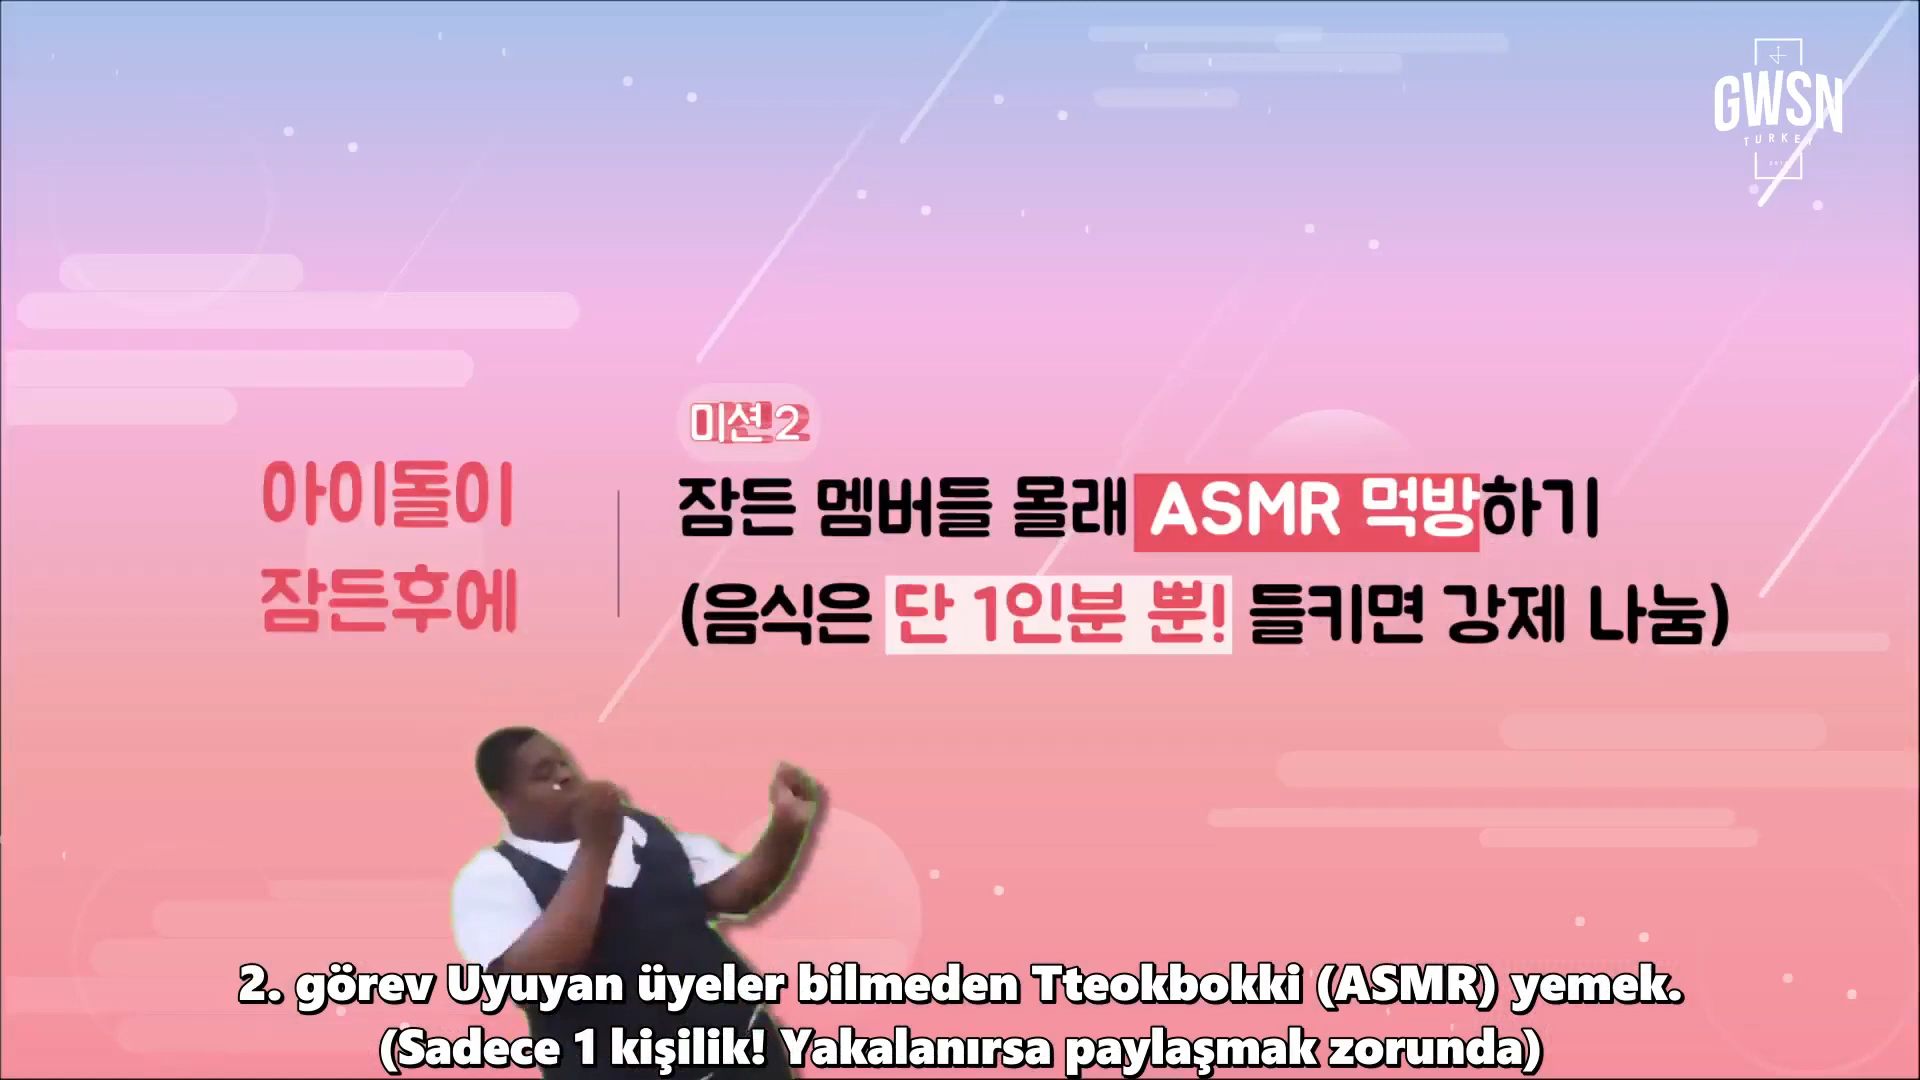 GWSN
TURKEY
미션2
아이돌이
잠든후에
잠든 멤버들 몰래 ASMR 먹방하기
(음식은 단 1인분 뿐! 들키면 강제 나눔)
2. görev Uyuyan üyeler bilmeden Tteokbokki (ASMR) yemek.
(Sadece 1 kişilik! Yakalanırsa paylaşmak zorunda)